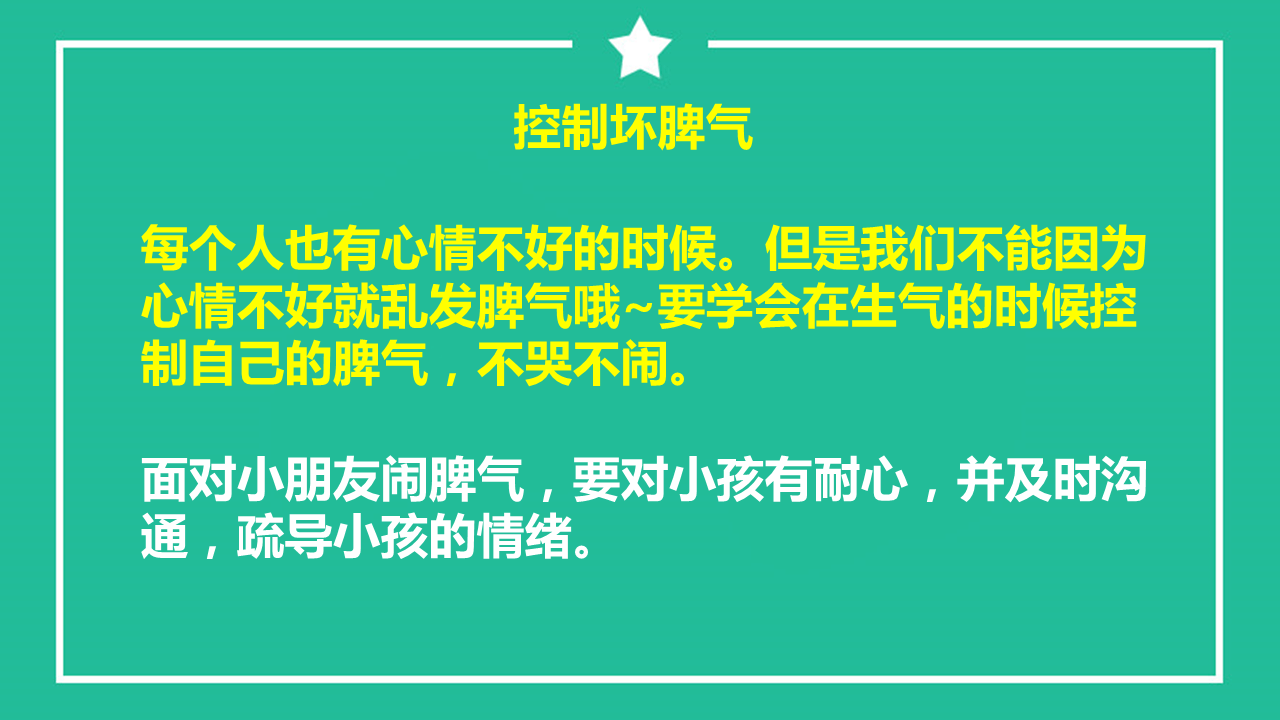 控制坏脾气
每个人也有心情不好的时候。但是我们不能因为
心情不好就乱发脾气哦~要学会在生气的时候控
制自己的脾气，不哭不闹。
面对小朋友闹脾气，要对小孩有耐心，并及时沟
通，疏导小孩的情绪。